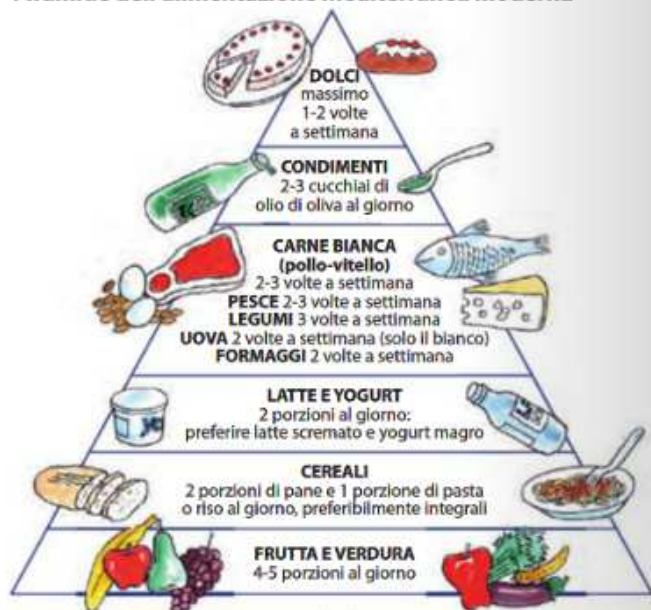 DOLCI
massimo
1-2 volte
a settimana
CONDIMENTI
2-3 cucchiai di
olio di oliva al giorno
CARNE BIANCA
(pollo-vitello)
2-3 volte a settimana
PESCE 2-3 volte a settimana
LEGUMI 3 volte a settimana
UOVA 2 volte a settimana (solo il bianco)
FORMAGGI 2 volte a settimana
LATTE E YOGURT
2 porzioni al giorno:
preferire latte scremato e yogurt magro
CEREALI
2 porzioni di pane e 1 porzione di pasta
o riso al giorno, preferibilmente integrali
FRUTTA E VERDURA
4-5 porzioni al giorno